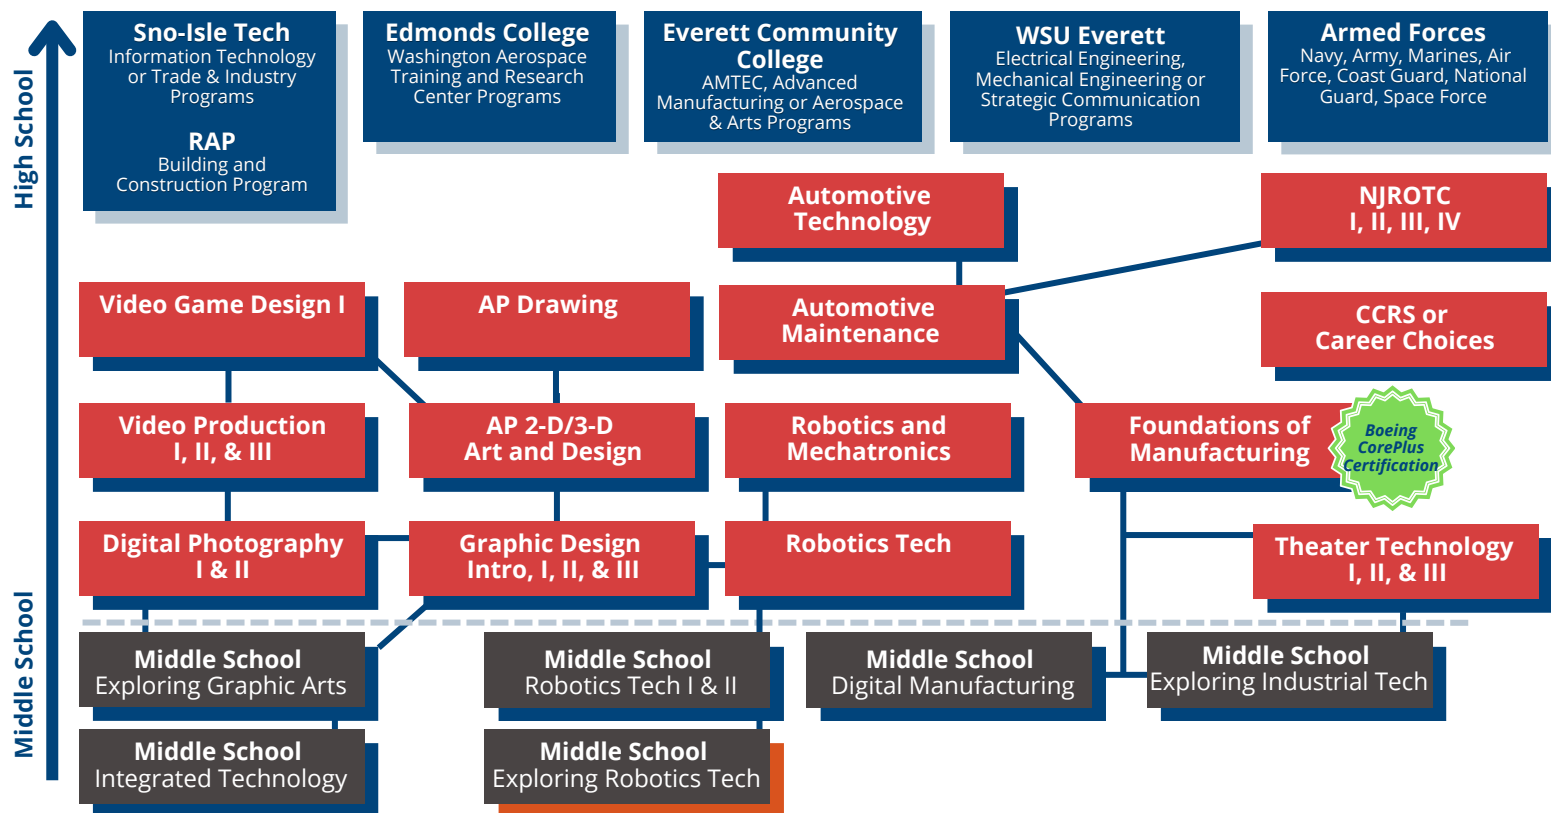 High School
Middle School
Sno-Isle Tech
Information Technology
or Trade & Industry
Programs
RAP
Building and
Construction Program
Edmonds College
Washington Aerospace
Training and Research
Center Programs
Everett Community
College
AMTEC, Advanced
Manufacturing or Aerospace
& Arts Programs
WSU Everett
Electrical Engineering,
Mechanical Engineering or
Strategic Communication
Programs
Armed Forces
Navy, Army, Marines, Air
Force, Coast Guard, National
Guard, Space Force
Automotive
Technology
NJROTC
I, II, III, IV
Video Game Design I
AP Drawing
Automotive
Maintenance
CCRS or
Career Choices
Video Production
I, II, & III
AP 2-D/3-D
Art and Design
Robotics and
Mechatronics
Foundations of
Manufacturing
Boeing
CorePlus
Certification
Digital Photography
I & II
Graphic Design
Intro, I, II, & III
Robotics Tech
Theater Technology
I, II, & III
Middle School
Exploring Graphic Arts
Middle School
Robotics Tech I & II
Middle School
Digital Manufacturing
Middle School
Exploring Industrial Tech
Middle School
Integrated Technology
Middle School
Exploring Robotics Tech